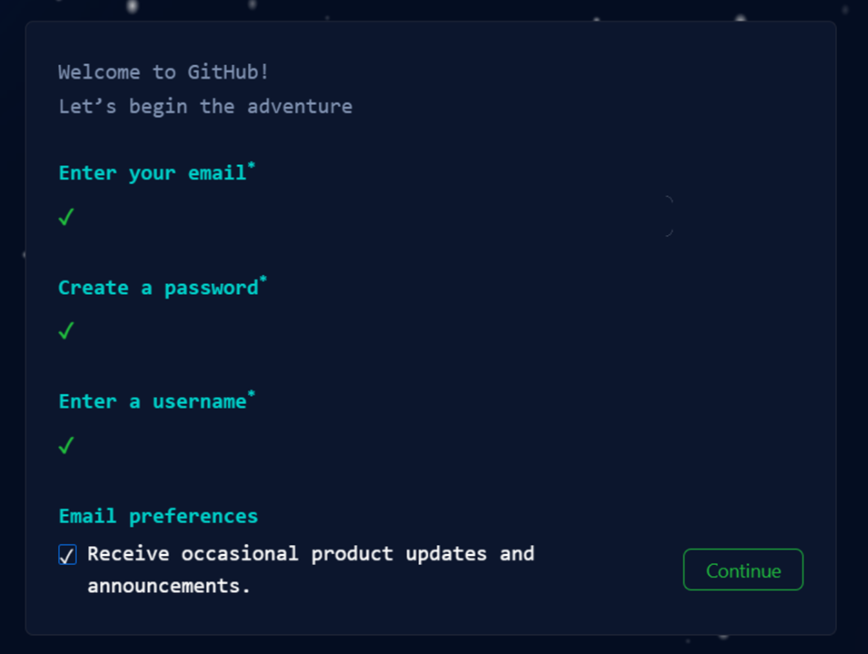 Welcome to GitHub!
Let’s begin the adventure
Enter your email*
✓
Create a password*
✓
Enter a username*
✓
Email preferences
✓ Receive occasional product updates and
announcements.
Continue